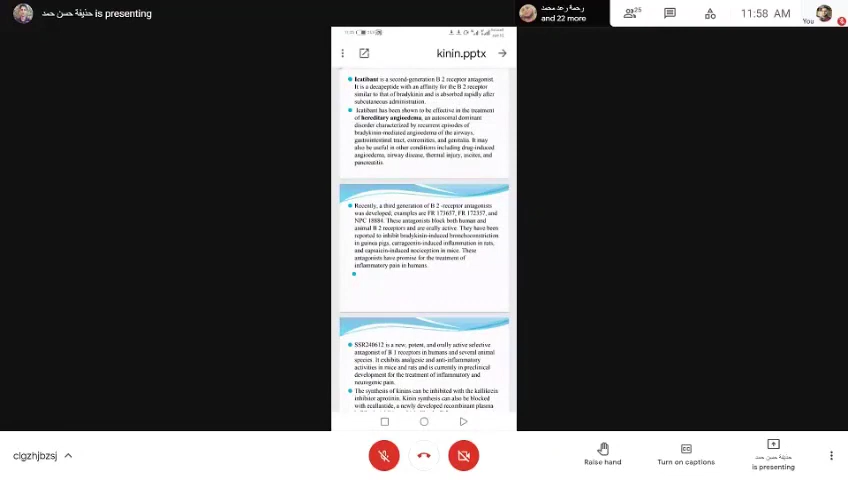 حذيفة حسن حمد is presenting
رحمة رعد محمد
and 22 more
25
11:58 AM
You
kinin.pptx
Icatibant is a second-generation B 2 receptor antagonist.
It is a decapeptide with an affinity for the B 2 receptor
similar to that of bradykinin and is absorbed rapidly after
subcutaneous administration.
Icatibant has been shown to be effective in the treatment
of hereditary angioedema, an autosomal dominant
disorder characterized by recurrent episodes of
bradykinin-mediated angioedema of the airways,
gastrointestinal tract, extremities, and genitalia. It may
also be useful in other conditions including drug-induced
angioedema, airway disease, thermal injury, ascites, and
pancreatitis.
Recently, a third generation of B 2 -receptor antagonists
was developed; examples are FR 173657, FR 172357, and
NPC 18884. These antagonists block both human and
animal B 2 receptors and are orally active. They have been
reported to inhibit bradykinin-induced bronchoconstriction
in guinea pigs, carrageenin-induced inflammation in rats,
and capsaicin-induced nociception in mice. These
antagonists have promise for the treatment of
inflammatory pain in humans.
SSR240612 is a new, potent, and orally active selective
antagonist of B 1 receptors in humans and several animal
species. It exhibits analgesic and anti-inflammatory
activities in mice and rats and is currently in preclinical
development for the treatment of inflammatory and
neurogenic pain.
The synthesis of kinins can be inhibited with the kallikrein
inhibitor aprotinin. Kinin synthesis can also be blocked
with ecallantide, a newly developed recombinant plasma
clgzhjbzsj
Raise hand
Turn on captions
حذيفة حسن حمد
is presenting